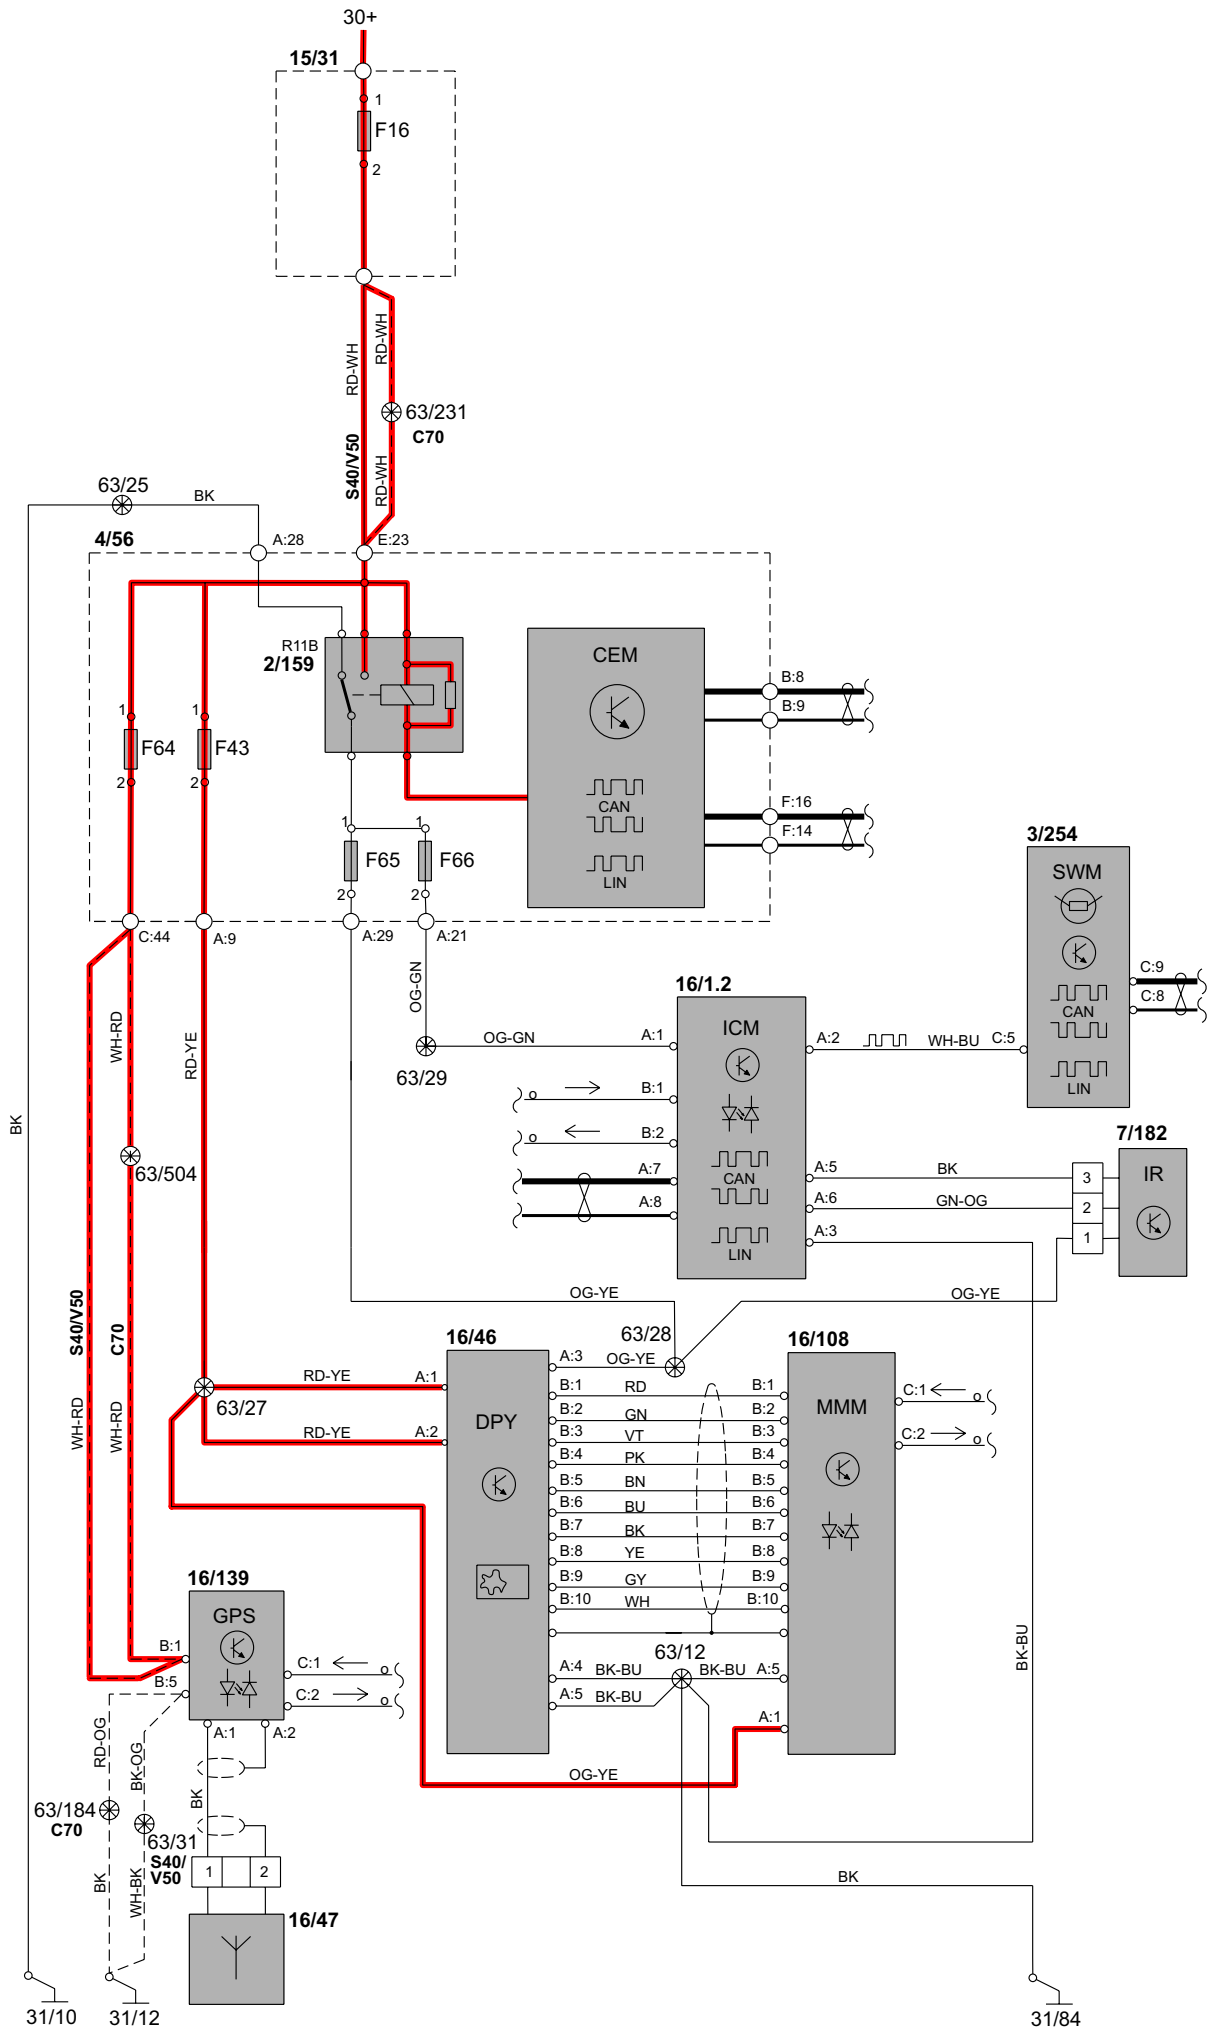 30+
15/31
1
F16
2
RD-WH
RD-WH
63/231
C70
S40/V50
RD-WH
63/25
BK
4/56
A:28
E:23
R11B
2/159
CEM
B:8
B:9
1
1
F64
F43
2
2
CAN
F:16
F:14
LIN
1
1
F65
F66
2
2
3/254
SWM
C:44
A:9
A:29
A:21
OG-GN
C:9
C:8
CAN
LIN
16/1.2
ICM
WH-RD
RD-YE
OG-GN
A:1
A:2
WH-BU
C:5
63/29
BK
o
B:1
o
B:2
7/182
63/504
A:7
CAN
A:8
LIN
A:5
BK
3
IR
A:6
GN-OG
2
A:3
1
S40/V50
C70
OG-YE
OG-YE
16/46
63/28
16/108
A:3
OG-YE
RD-YE
A:1
63/27
B:1
RD
B:1
C:1
o
DPY
B:2
GN
B:2
MMM
RD-YE
A:2
B:3
VT
B:3
C:2
o
WH-RD
WH-RD
B:4
PK
B:4
B:5
BN
B:5
B:6
BU
B:6
B:7
BK
B:7
B:8
YE
B:8
16/139
B:9
GY
B:9
GPS
B:10
WH
B:10
B:1
63/12
BK-BU
C:1
o
A:4
BK-BU
BK-BU
A:5
B:5
C:2
o
A:5
BK-BU
A:1
A:2
A:1
RD-OG
BK-OG
OG-YE
BK
63/184
C70
63/31
S40/
V50
1
2
BK
WH-BK
BK
16/47
31/10
31/12
31/84